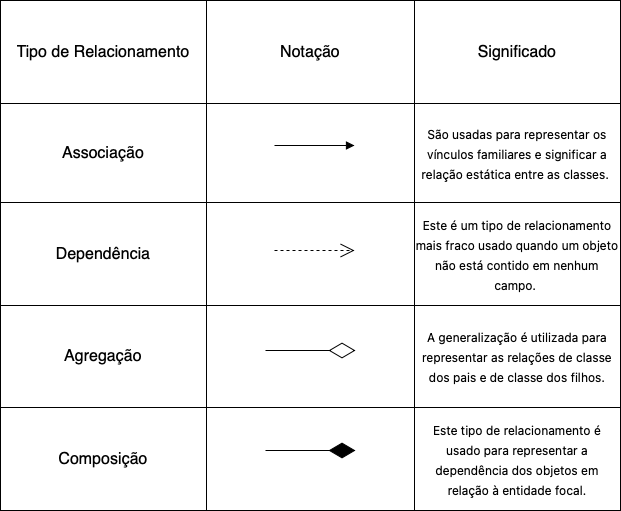 Tipo de Relacionamento
Notação
Significado
Associação
São usadas para representar os
vínculos familiares e significar a
relação estática entre as classes.
Dependência
Este é um tipo de relacionamento
mais fraco usado quando um objeto
não está contido em nenhum
campo.
Agregação
A generalização é utilizada para
representar as relações de classe
dos pais e de classe dos filhos.
Composição
Este tipo de relacionamento é
usado para representar a
dependência dos objetos em
relação à entidade focal.